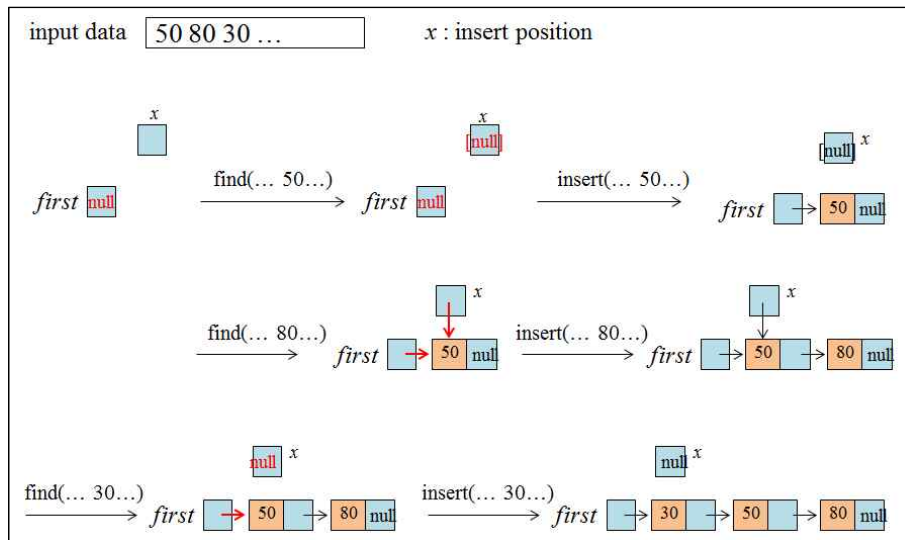 input data 50 80 30 ... x : insert position
x
x
[null] x
[null]
first null find(... 50...) first null insert(... 50...) first 50 null
x
x
find(... 80...) first 50 null insert(... 80...) first 50 80 null
null x
null x
find(... 30...) first 50 80 null insert(... 30...) first 30 50 80 null